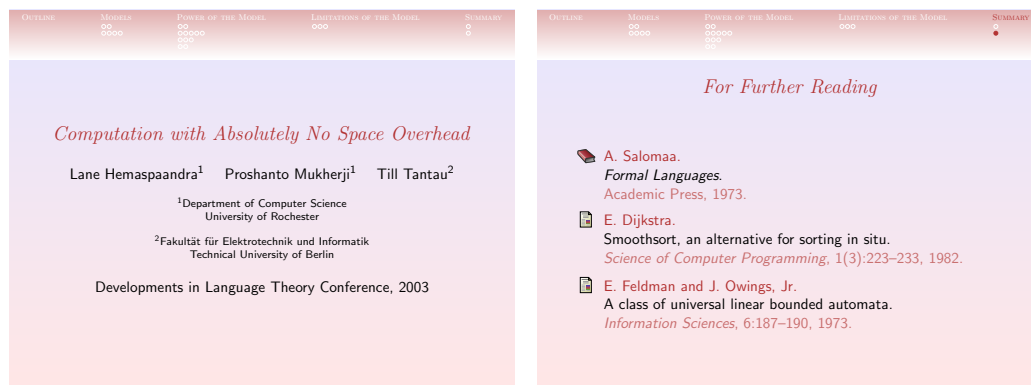 Outline Models Power of the Model Limitations of the Model Summary
Computation with Absolutely No Space Overhead
Lane Hemaspaandra1 Proshanto Mukherji1 Till Tantau2
1Department of Computer Science
University of Rochester
2Fakultät für Elektrotechnik und Informatik
Technical University of Berlin
Developments in Language Theory Conference, 2003
Outline Models Power of the Model Limitations of the Model Summary
For Further Reading
A. Salomaa.
Formal Languages.
Academic Press, 1973.
E. Dijkstra.
Smoothsort, an alternative for sorting in situ.
Science of Computer Programming, 1(3):223–233, 1982.
E. Feldman and J. Owings, Jr.
A class of universal linear bounded automata.
Information Sciences, 6:187–190, 1973.